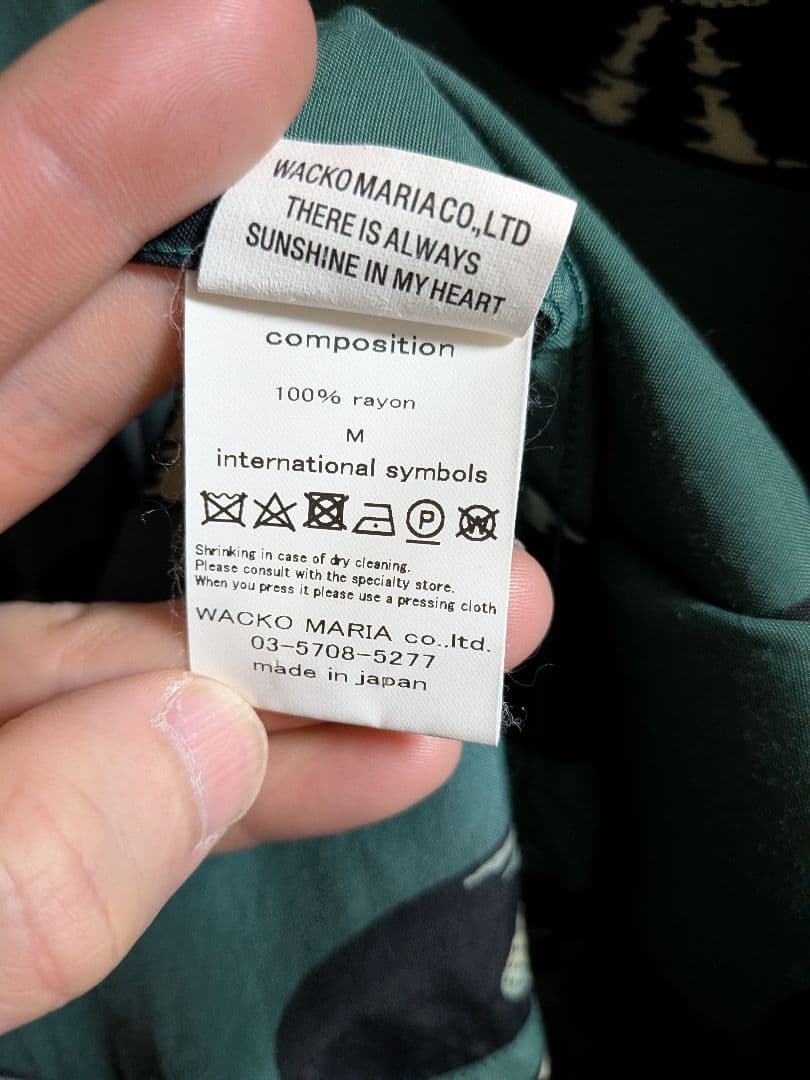 WACKOMARIA CO.,LTD
THERE IS ALWAYS
SUNSHINE IN MY HEART
composition
100% rayon
M
international symbols
P W
Shrinking in case of dry cleaning.
Please consult with the specialty store.
When you press it please use a pressing cloth
WACKO MARIA co.,ltd.
03-5708-5277
made in japan